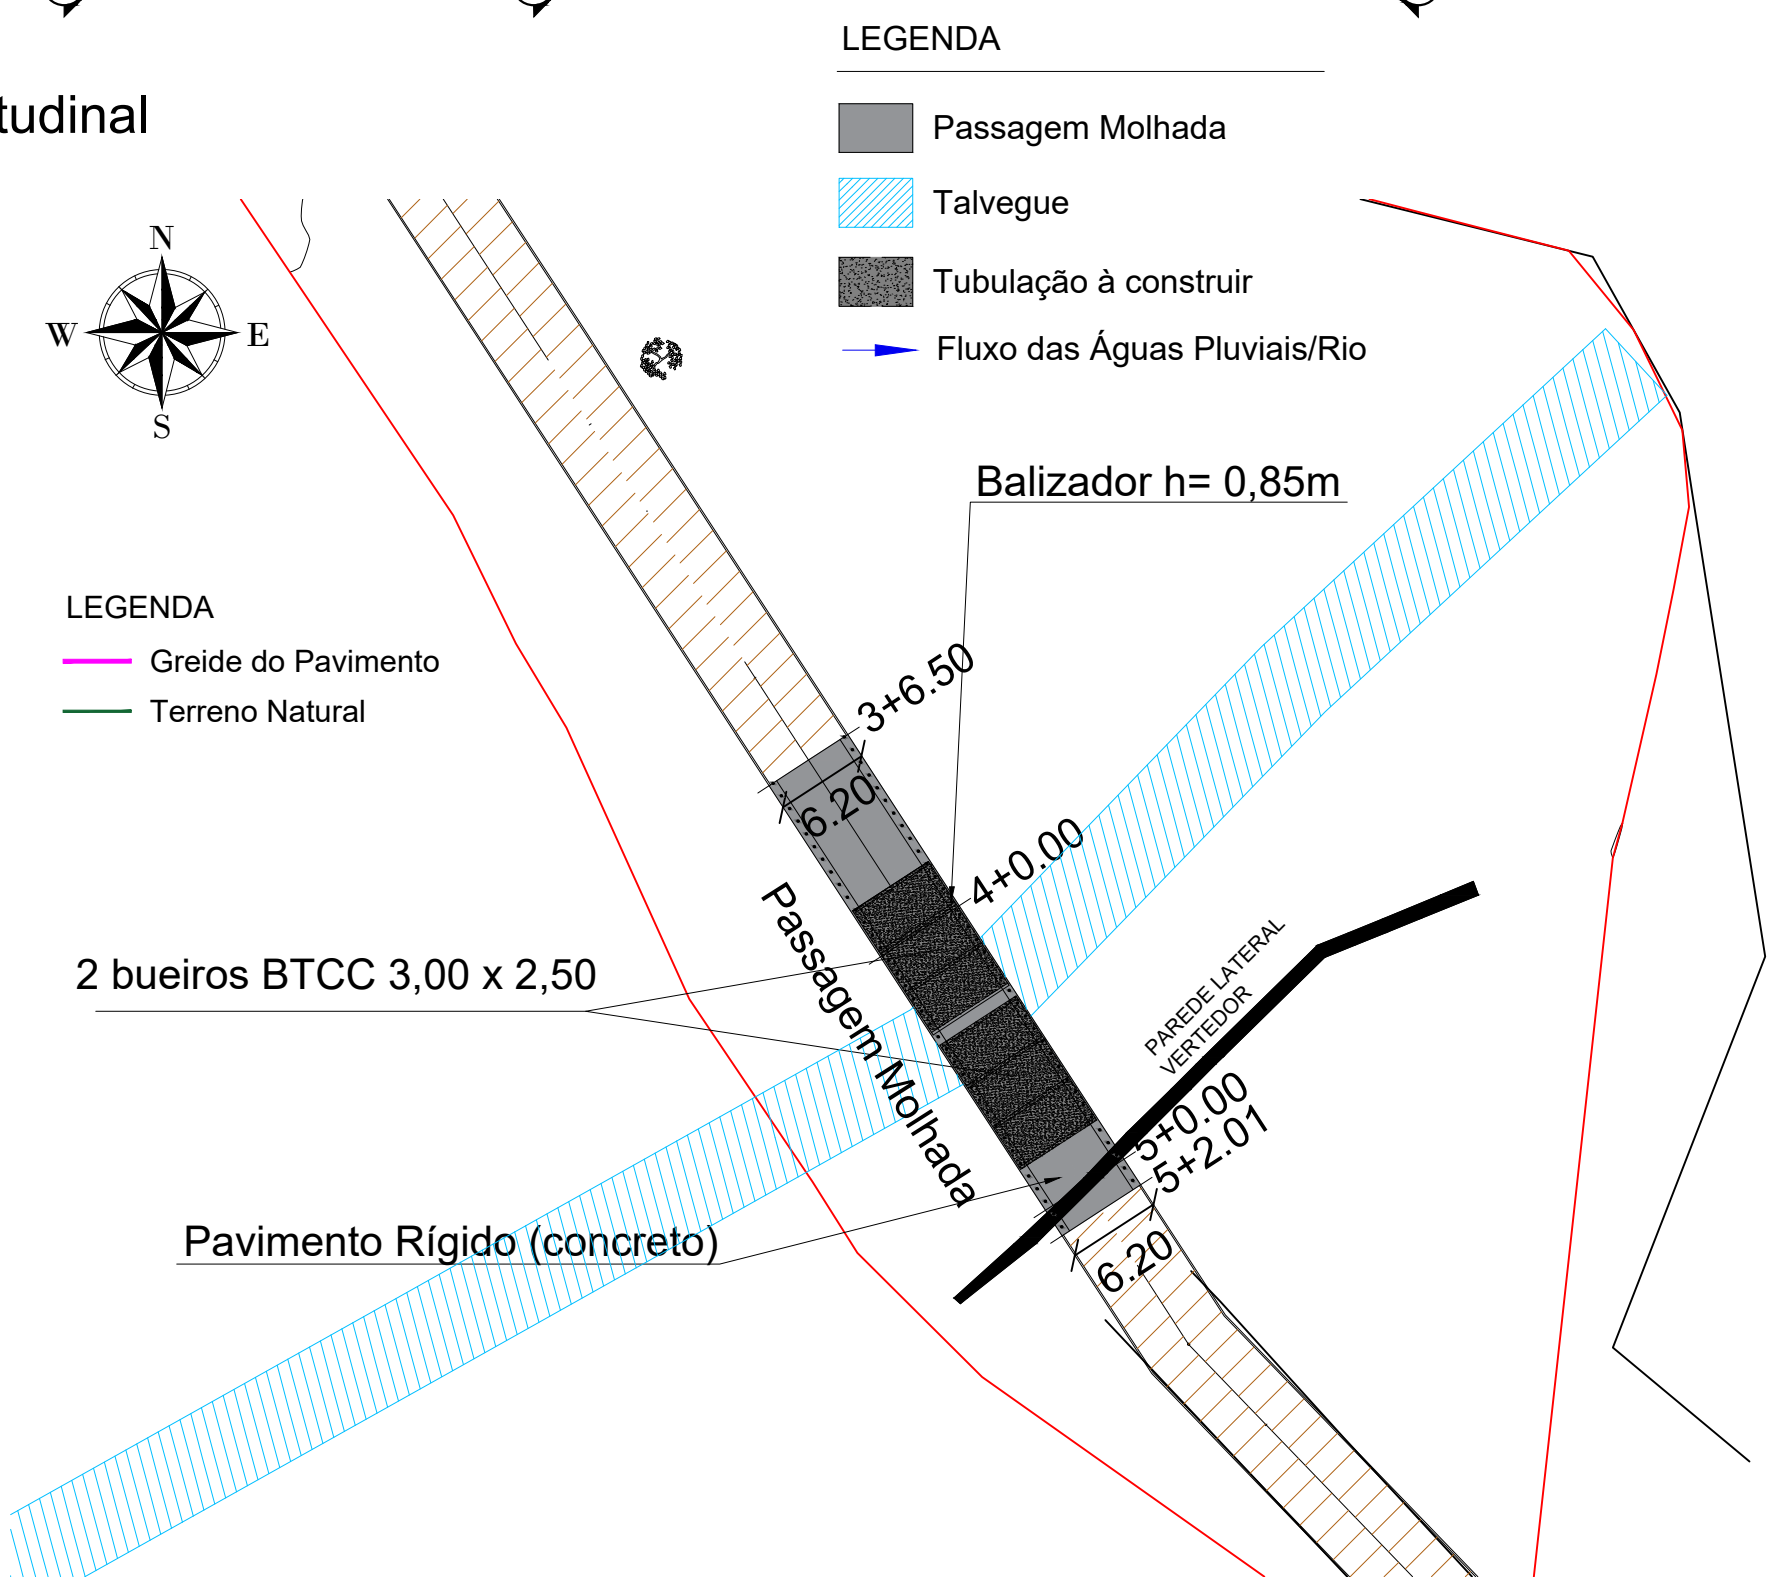 LEGENDA
tudinal
Passagem Molhada
Talvegue
Tubulação à construir
Fluxo das Águas Pluviais/Rio
N
W
E
S
Balizador h= 0,85m
LEGENDA
Greide do Pavimento
Terreno Natural
3+6.50
6.20
4+0.00
Passagem Molhada
2 bueiros BTCC 3,00 x 2,50
PAREDE LATERAL
VERTEDOR
5+0.00
5+2.01
Pavimento Rígido (concreto)
6.20